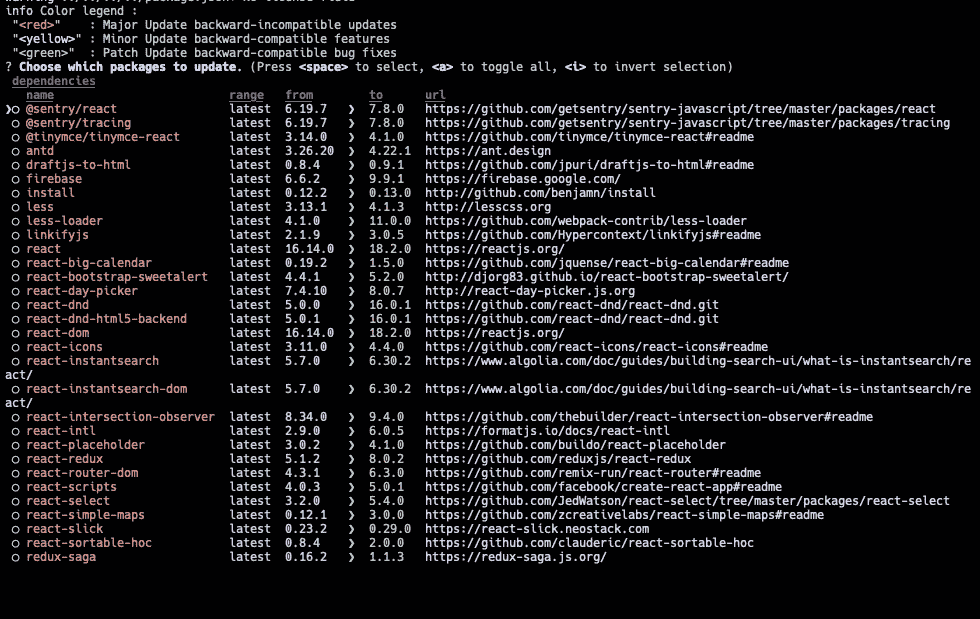 info Color legend :
"<red>"    : Major Update backward-incompatible updates
"<yellow>" : Minor Update backward-compatible features
"<green>"  : Patch Update backward-compatible bug fixes
? Choose which packages to update. (Press <space> to select, <a> to toggle all, <i> to invert selection)
dependencies
name range from to url
❯○ @sentry/react latest 6.19.7 ❯ 7.8.0 https://github.com/getsentry/sentry-javascript/tree/master/packages/react
○ @sentry/tracing latest 6.19.7 ❯ 7.8.0 https://github.com/getsentry/sentry-javascript/tree/master/packages/tracing
○ @tinymce/tinymce-react latest 3.14.0 ❯ 4.1.0 https://github.com/tinymce/tinymce-react#readme
○ antd latest 3.26.20 ❯ 4.22.1 https://ant.design
○ draftjs-to-html latest 0.8.4 ❯ 0.9.1 https://github.com/jpuri/draftjs-to-html#readme
○ firebase latest 6.6.2 ❯ 9.9.1 https://firebase.google.com/
○ install latest 0.12.2 ❯ 0.13.0 http://github.com/benjamn/install
○ less latest 3.13.1 ❯ 4.1.3 http://lesscss.org
○ less-loader latest 4.1.0 ❯ 11.0.0 https://github.com/webpack-contrib/less-loader
○ linkifyjs latest 2.1.9 ❯ 3.0.5 https://github.com/Hypercontext/linkifyjs#readme
○ react latest 16.14.0 ❯ 18.2.0 https://reactjs.org/
○ react-big-calendar latest 0.19.2 ❯ 1.5.0 https://github.com/jquense/react-big-calendar#readme
○ react-bootstrap-sweetalert latest 4.4.1 ❯ 5.2.0 http://djorg83.github.io/react-bootstrap-sweetalert/
○ react-day-picker latest 7.4.10 ❯ 8.0.7 http://react-day-picker.js.org
○ react-dnd latest 5.0.0 ❯ 16.0.1 https://github.com/react-dnd/react-dnd.git
○ react-dnd-html5-backend latest 5.0.1 ❯ 16.0.1 https://github.com/react-dnd/react-dnd.git
○ react-dom latest 16.14.0 ❯ 18.2.0 https://reactjs.org/
○ react-icons latest 3.11.0 ❯ 4.4.0 https://github.com/react-icons/react-icons#readme
○ react-instantsearch latest 5.7.0 ❯ 6.30.2 https://www.algolia.com/doc/guides/building-search-ui/what-is-instantsearch/re
act/
○ react-instantsearch-dom latest 5.7.0 ❯ 6.30.2 https://www.algolia.com/doc/guides/building-search-ui/what-is-instantsearch/re
act/
○ react-intersection-observer latest 8.34.0 ❯ 9.4.0 https://github.com/thebuilder/react-intersection-observer#readme
○ react-intl latest 2.9.0 ❯ 6.0.5 https://formatjs.io/docs/react-intl
○ react-placeholder latest 3.0.2 ❯ 4.1.0 https://github.com/buildo/react-placeholder
○ react-redux latest 5.1.2 ❯ 8.0.2 https://github.com/reduxjs/react-redux
○ react-router-dom latest 4.3.1 ❯ 6.3.0 https://github.com/remix-run/react-router#readme
○ react-scripts latest 4.0.3 ❯ 5.0.1 https://github.com/facebook/create-react-app#readme
○ react-select latest 3.2.0 ❯ 5.4.0 https://github.com/JedWatson/react-select/tree/master/packages/react-select
○ react-simple-maps latest 0.12.1 ❯ 3.0.0 https://github.com/zcreativelabs/react-simple-maps#readme
○ react-slick latest 0.23.2 ❯ 0.29.0 https://react-slick.neostack.com
○ react-sortable-hoc latest 0.8.4 ❯ 2.0.0 https://github.com/clauderic/react-sortable-hoc
○ redux-saga latest 0.16.2 ❯ 1.1.3 https://redux-saga.js.org/